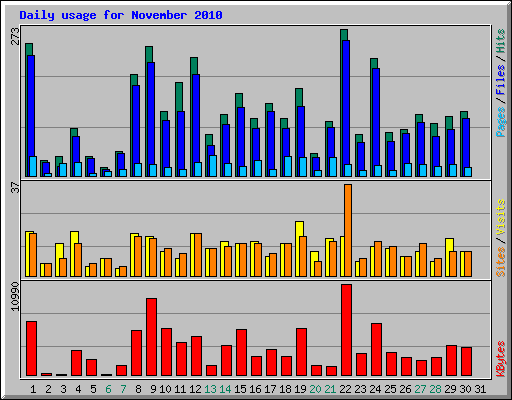 Daily usage for November 2010
273
Pages / Files / Hits
37
Sites / Visits
10990
KBytes
1 2 3 4 5 6 7 8 9 10 11 12 13 14 15 16 17 18 19 20 21 22 23 24 25 26 27 28 29 30 31